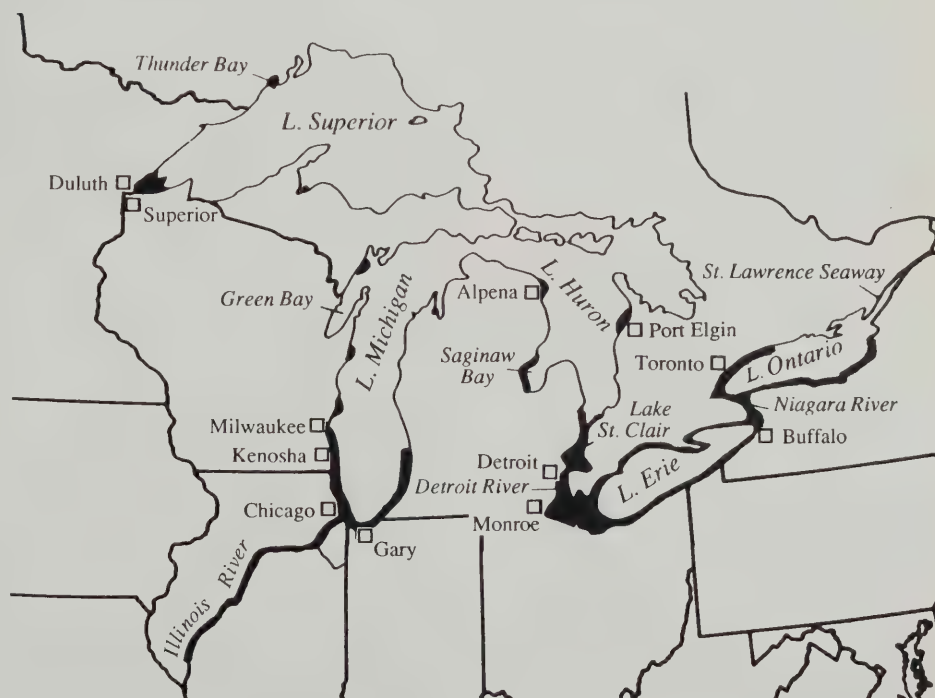 Thunder Bay
L. Superior
Duluth
Superior
St. Lawrence Seaway
Green Bay
L. Michigan
Alpena
L. Huron
Port Elgin
Saginaw
Bay
Toronto
L. Ontario
Niagara River
Milwaukee
Lake
St. Clair
Buffalo
Kenosha
Detroit
L. Erie
Detroit River
Chicago
Monroe
Gary
Illinois River